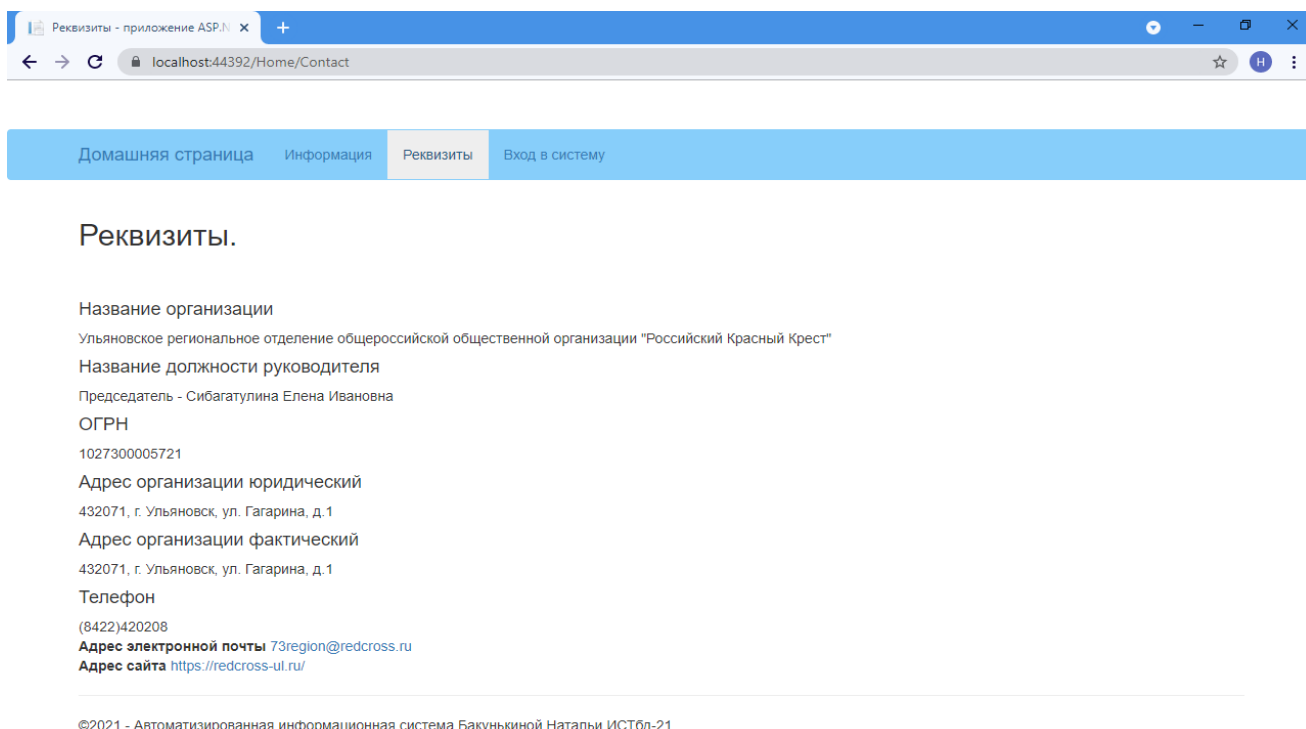 Реквизиты - приложение ASP.N
localhost:44392/Home/Contact
H
Домашняя страница Информация Реквизиты Вход в систему
Реквизиты.
Название организации
Ульяновское региональное отделение общероссийской общественной организации "Российский Красный Крест"
Название должности руководителя
Председатель - Сибагатулина Елена Ивановна
ОГРН
1027300005721
Адрес организации юридический
432071, г. Ульяновск, ул. Гагарина, д.1
Адрес организации фактический
432071, г. Ульяновск, ул. Гагарина, д.1
Телефон
(8422)420208
Адрес электронной почты 73region@redcross.ru
Адрес сайта https://redcross-ul.ru/
©2021 - Автоматизированная информационная система Бакунькиной Натальи ИСТбд-21